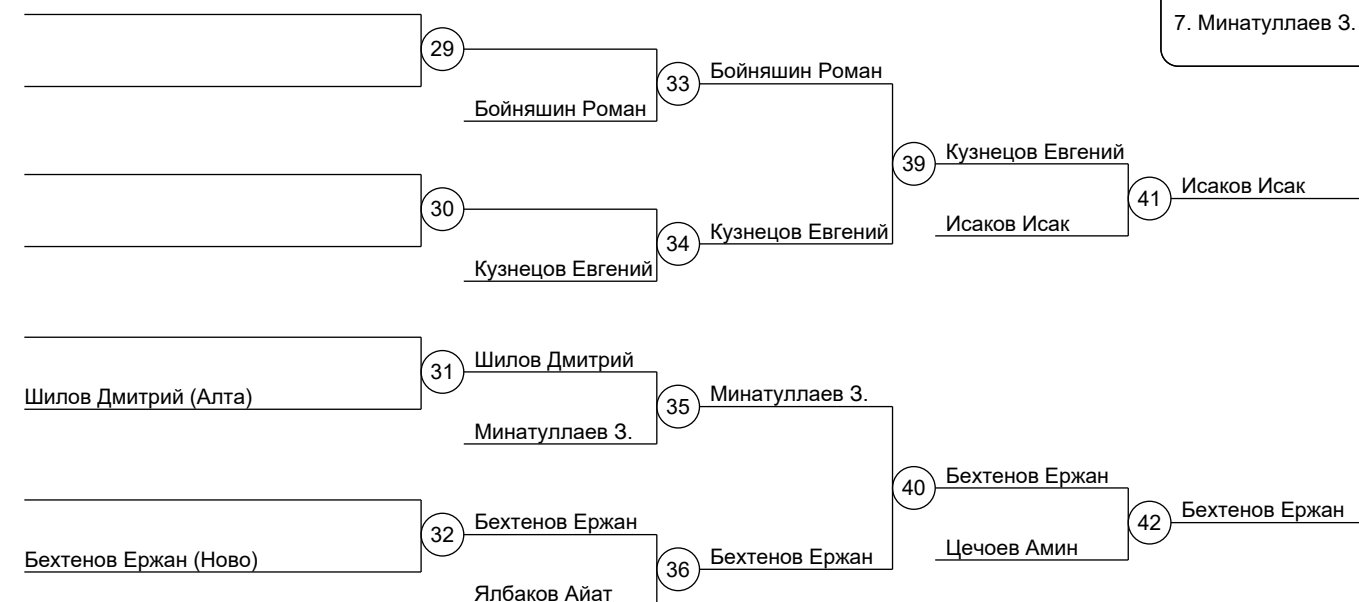 7. Минатуллаев З.
29
33
Бойняшин Роман
Бойняшин Роман
39
Кузнецов Евгений
41
Исаков Исак
30
34
Кузнецов Евгений
Исаков Исак
Кузнецов Евгений
31
Шилов Дмитрий
Шилов Дмитрий (Алта)
35
Минатуллаев З.
Минатуллаев З.
40
Бехтенов Ержан
42
Бехтенов Ержан
32
Бехтенов Ержан
Бехтенов Ержан (Ново)
36
Бехтенов Ержан
Цечоев Амин
Ялбаков Айат